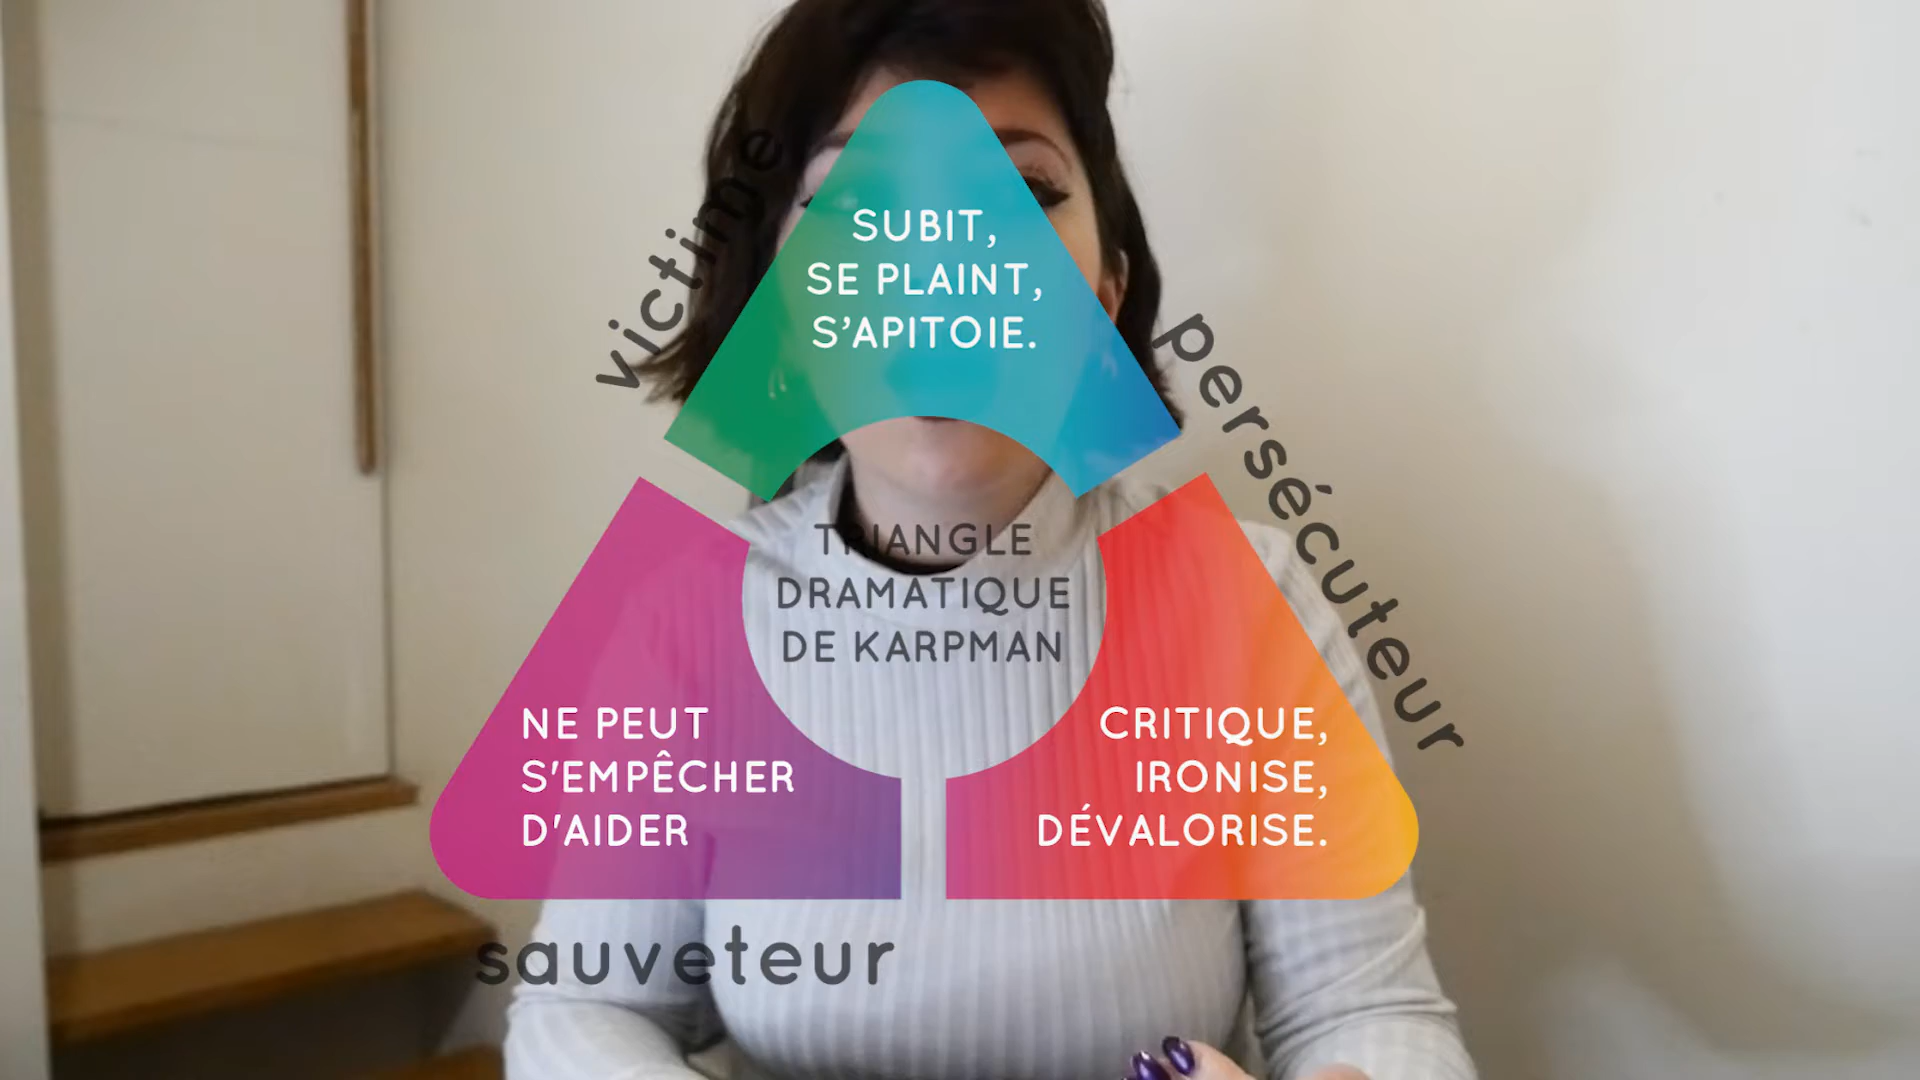 victime
SUBIT,
SE PLAINT,
S’APITOIE.
persécuteur
TRIANGLE
DRAMATIQUE
DE KARPMAN
NE PEUT
S'EMPÊCHER
D'AIDER
CRITIQUE,
IRONISE,
DÉVALORISE.
sauveteur